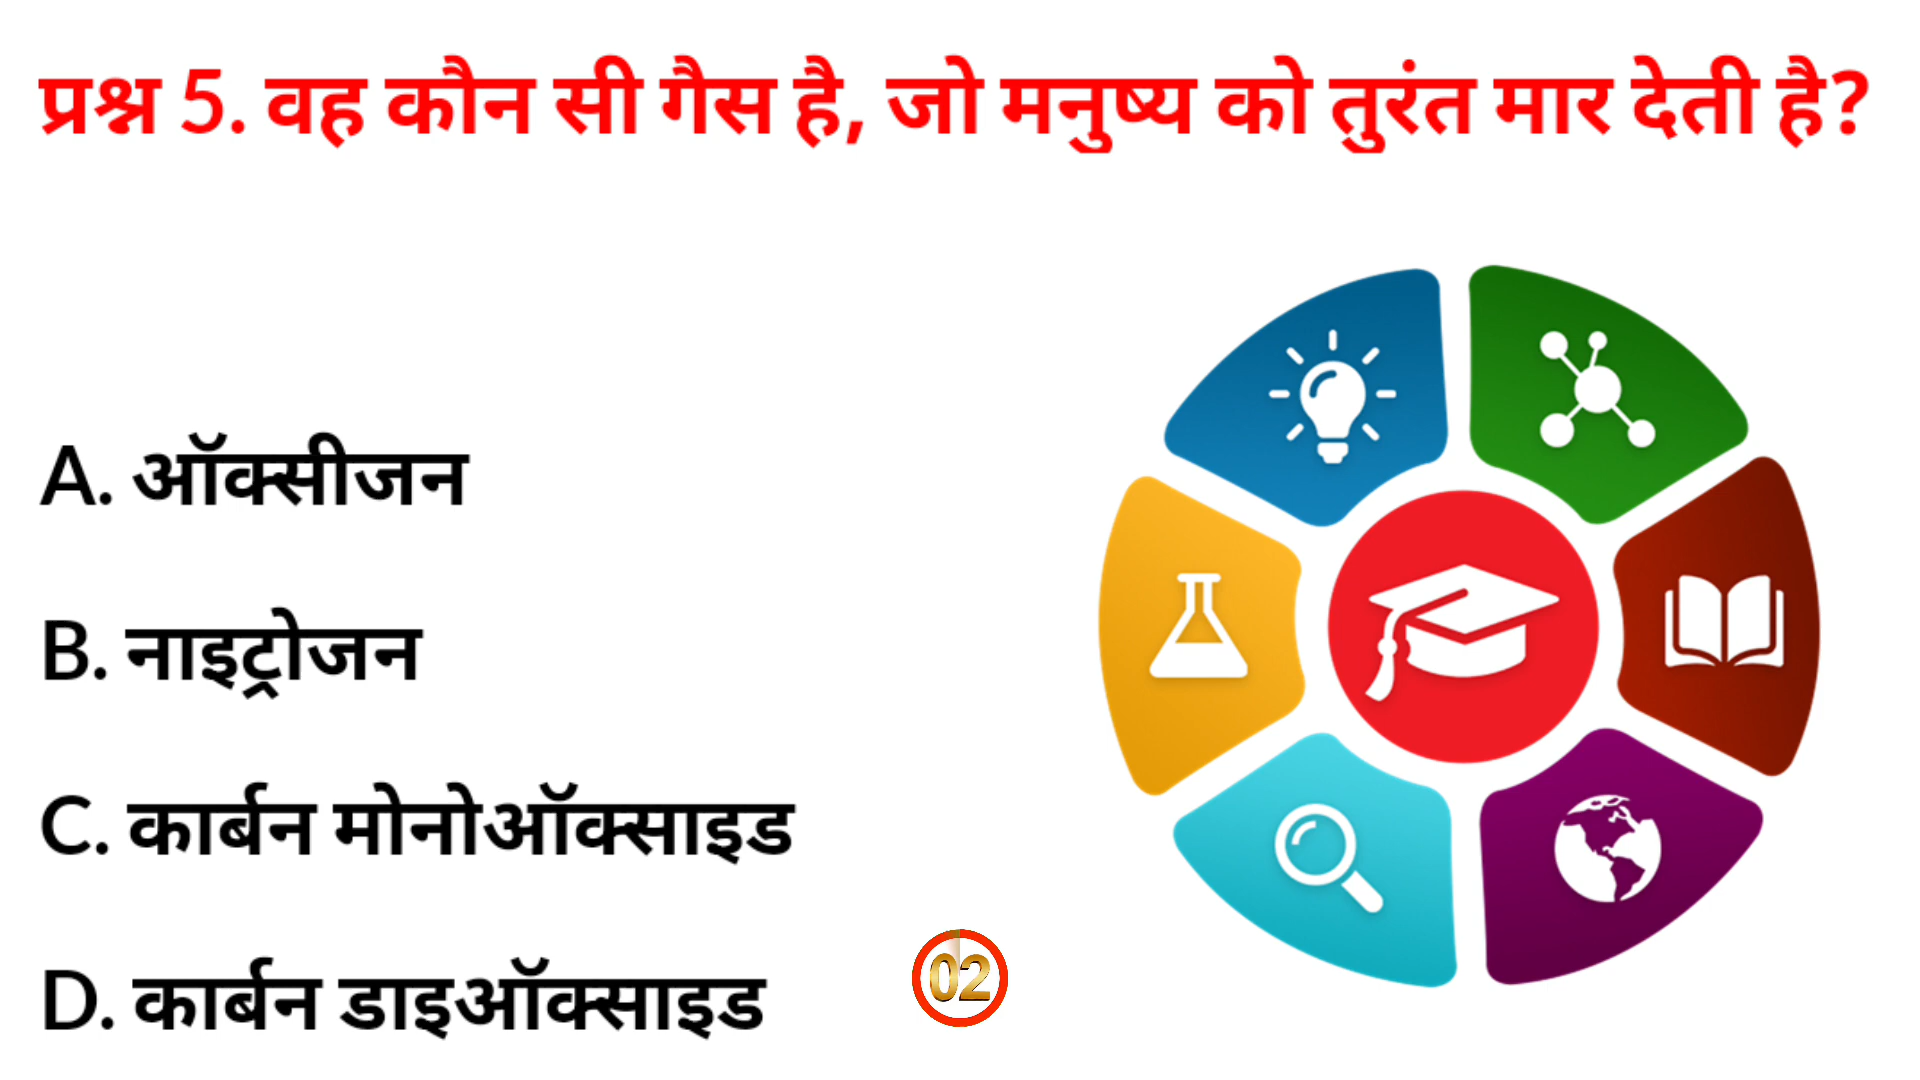 प्रश्न 5. वह कौन सी गैस है, जो मनुष्य को तुरंत मार देती है?
A. ऑक्सीजन
B. नाइट्रोजन
C. कार्बन मोनोऑक्साइड
D. कार्बन डाइऑक्साइड
02